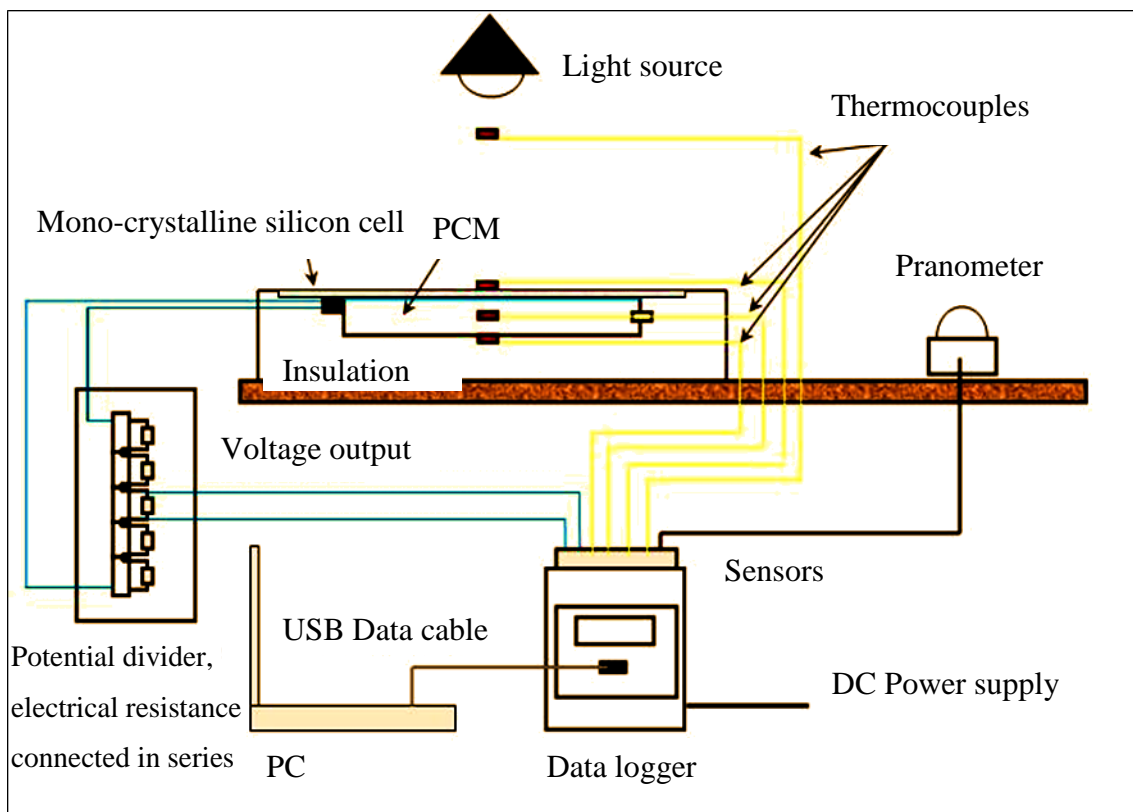 Light source
Thermocouples
Mono-crystalline silicon cell
PCM
Pranometer
Insulation
Voltage output
Sensors
USB Data cable
Potential divider,
electrical resistance
connected in series
DC Power supply
PC
Data logger